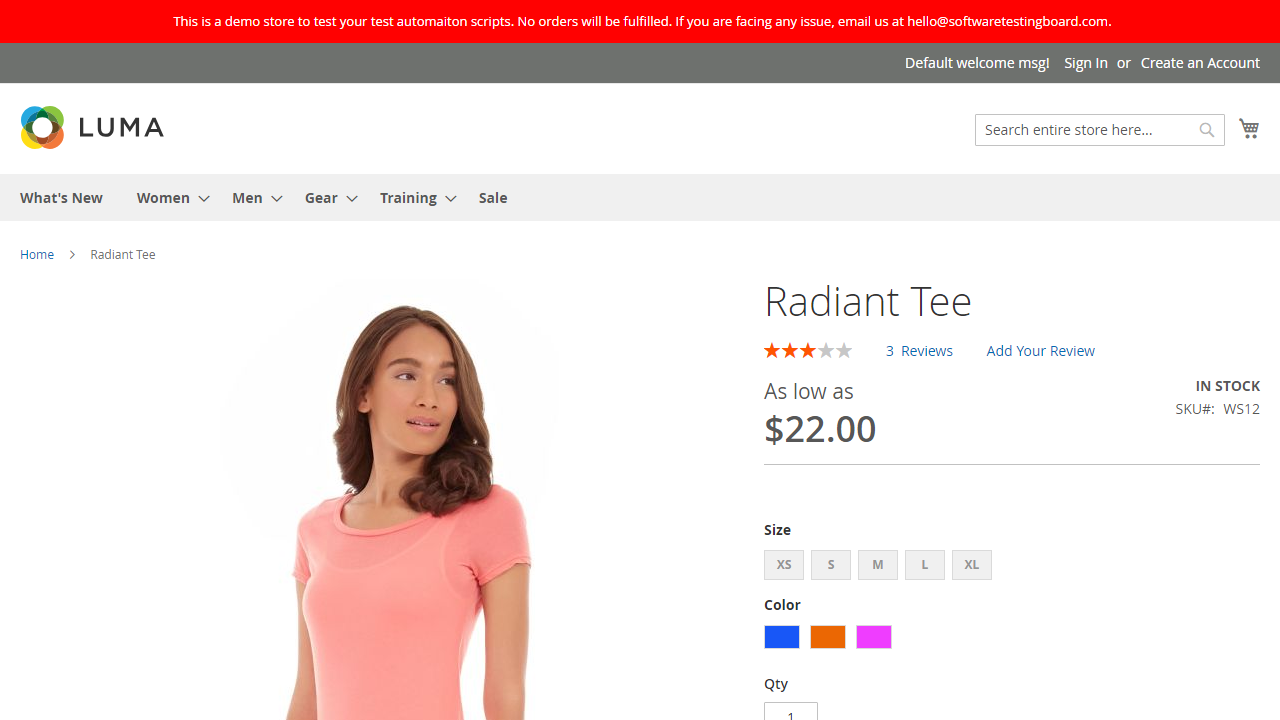 This is a demo store to test your test automaiton scripts. No orders will be fulfilled. If you are facing any issue, email us at hello@softwaretestingboard.com.
Default welcome msg! Sign In or Create an Account
LUMA
Search entire store here...
What's New Women Men Gear Training Sale
Home Radiant Tee
Radiant Tee
3 Reviews Add Your Review
As low as
IN STOCK
$22.00
SKU#: WS12
Size
XS S M L XL
Color
Qty
1